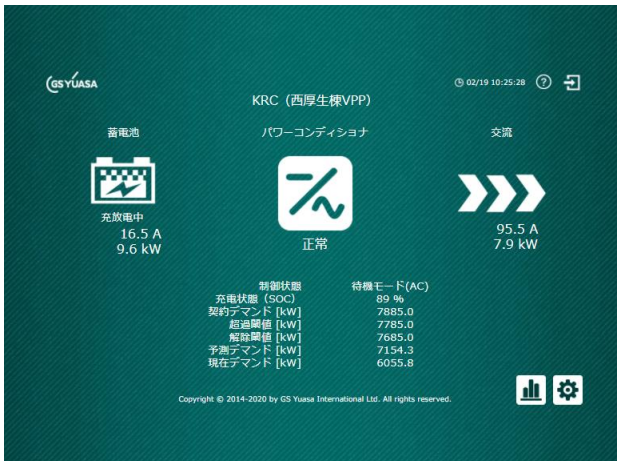 GS YUASA
02/19 10:25:28 ?
KRC（西厚生棟VPP）
蓄電池 パワーコンディショナ 交流
充放電中
16.5 A
9.6 kW
正常
95.5 A
7.9 kW
制御状態 待機モード(AC)
充電状態（SOC） 89 %
契約デマンド [kW] 7885.0
超過閾値 [kW] 7785.0
解除閾値 [kW] 7685.0
予測デマンド [kW] 7154.3
現在デマンド [kW] 6055.8
Copyright © 2014-2020 by GS Yuasa International Ltd. All rights reserved.